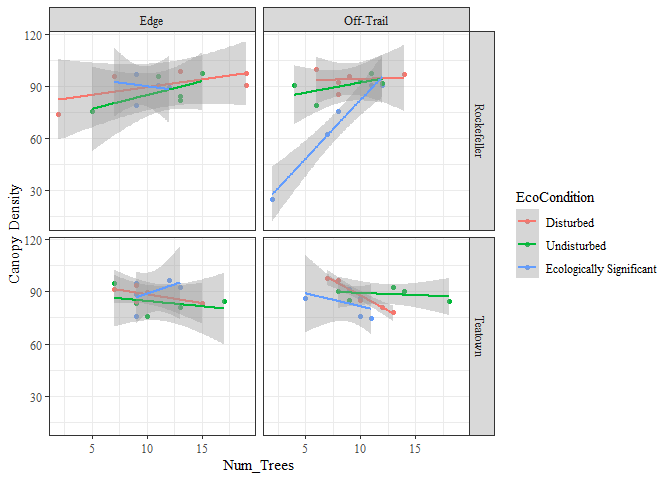 Edge
Off-Trail
120
90
60
30
Rockefeller
120
90
60
30
Teatown
Canopy Density
5
10
15
5
10
15
Num_Trees
EcoCondition
Disturbed
Undisturbed
Ecologically Significant